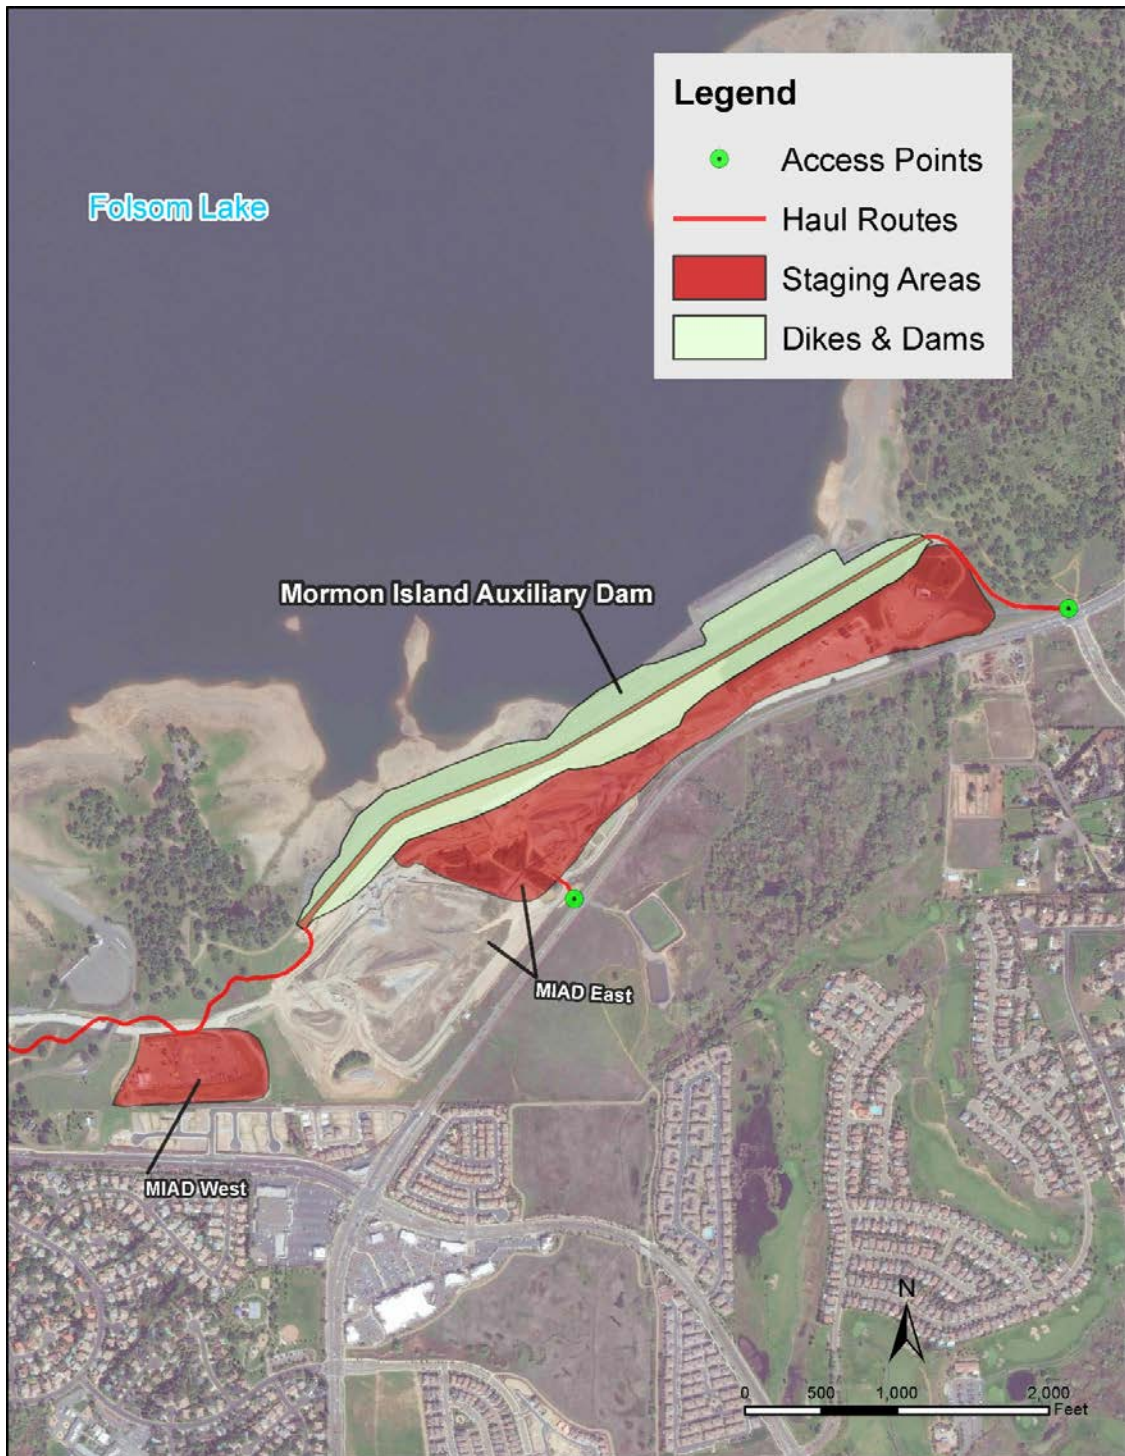 Legend
Access Points
Haul Routes
Staging Areas
Dikes & Dams
Folsom Lake
Mormon Island Auxiliary Dam
MIAD East
MIAD West
N
0 500 1,000 2,000
Feet